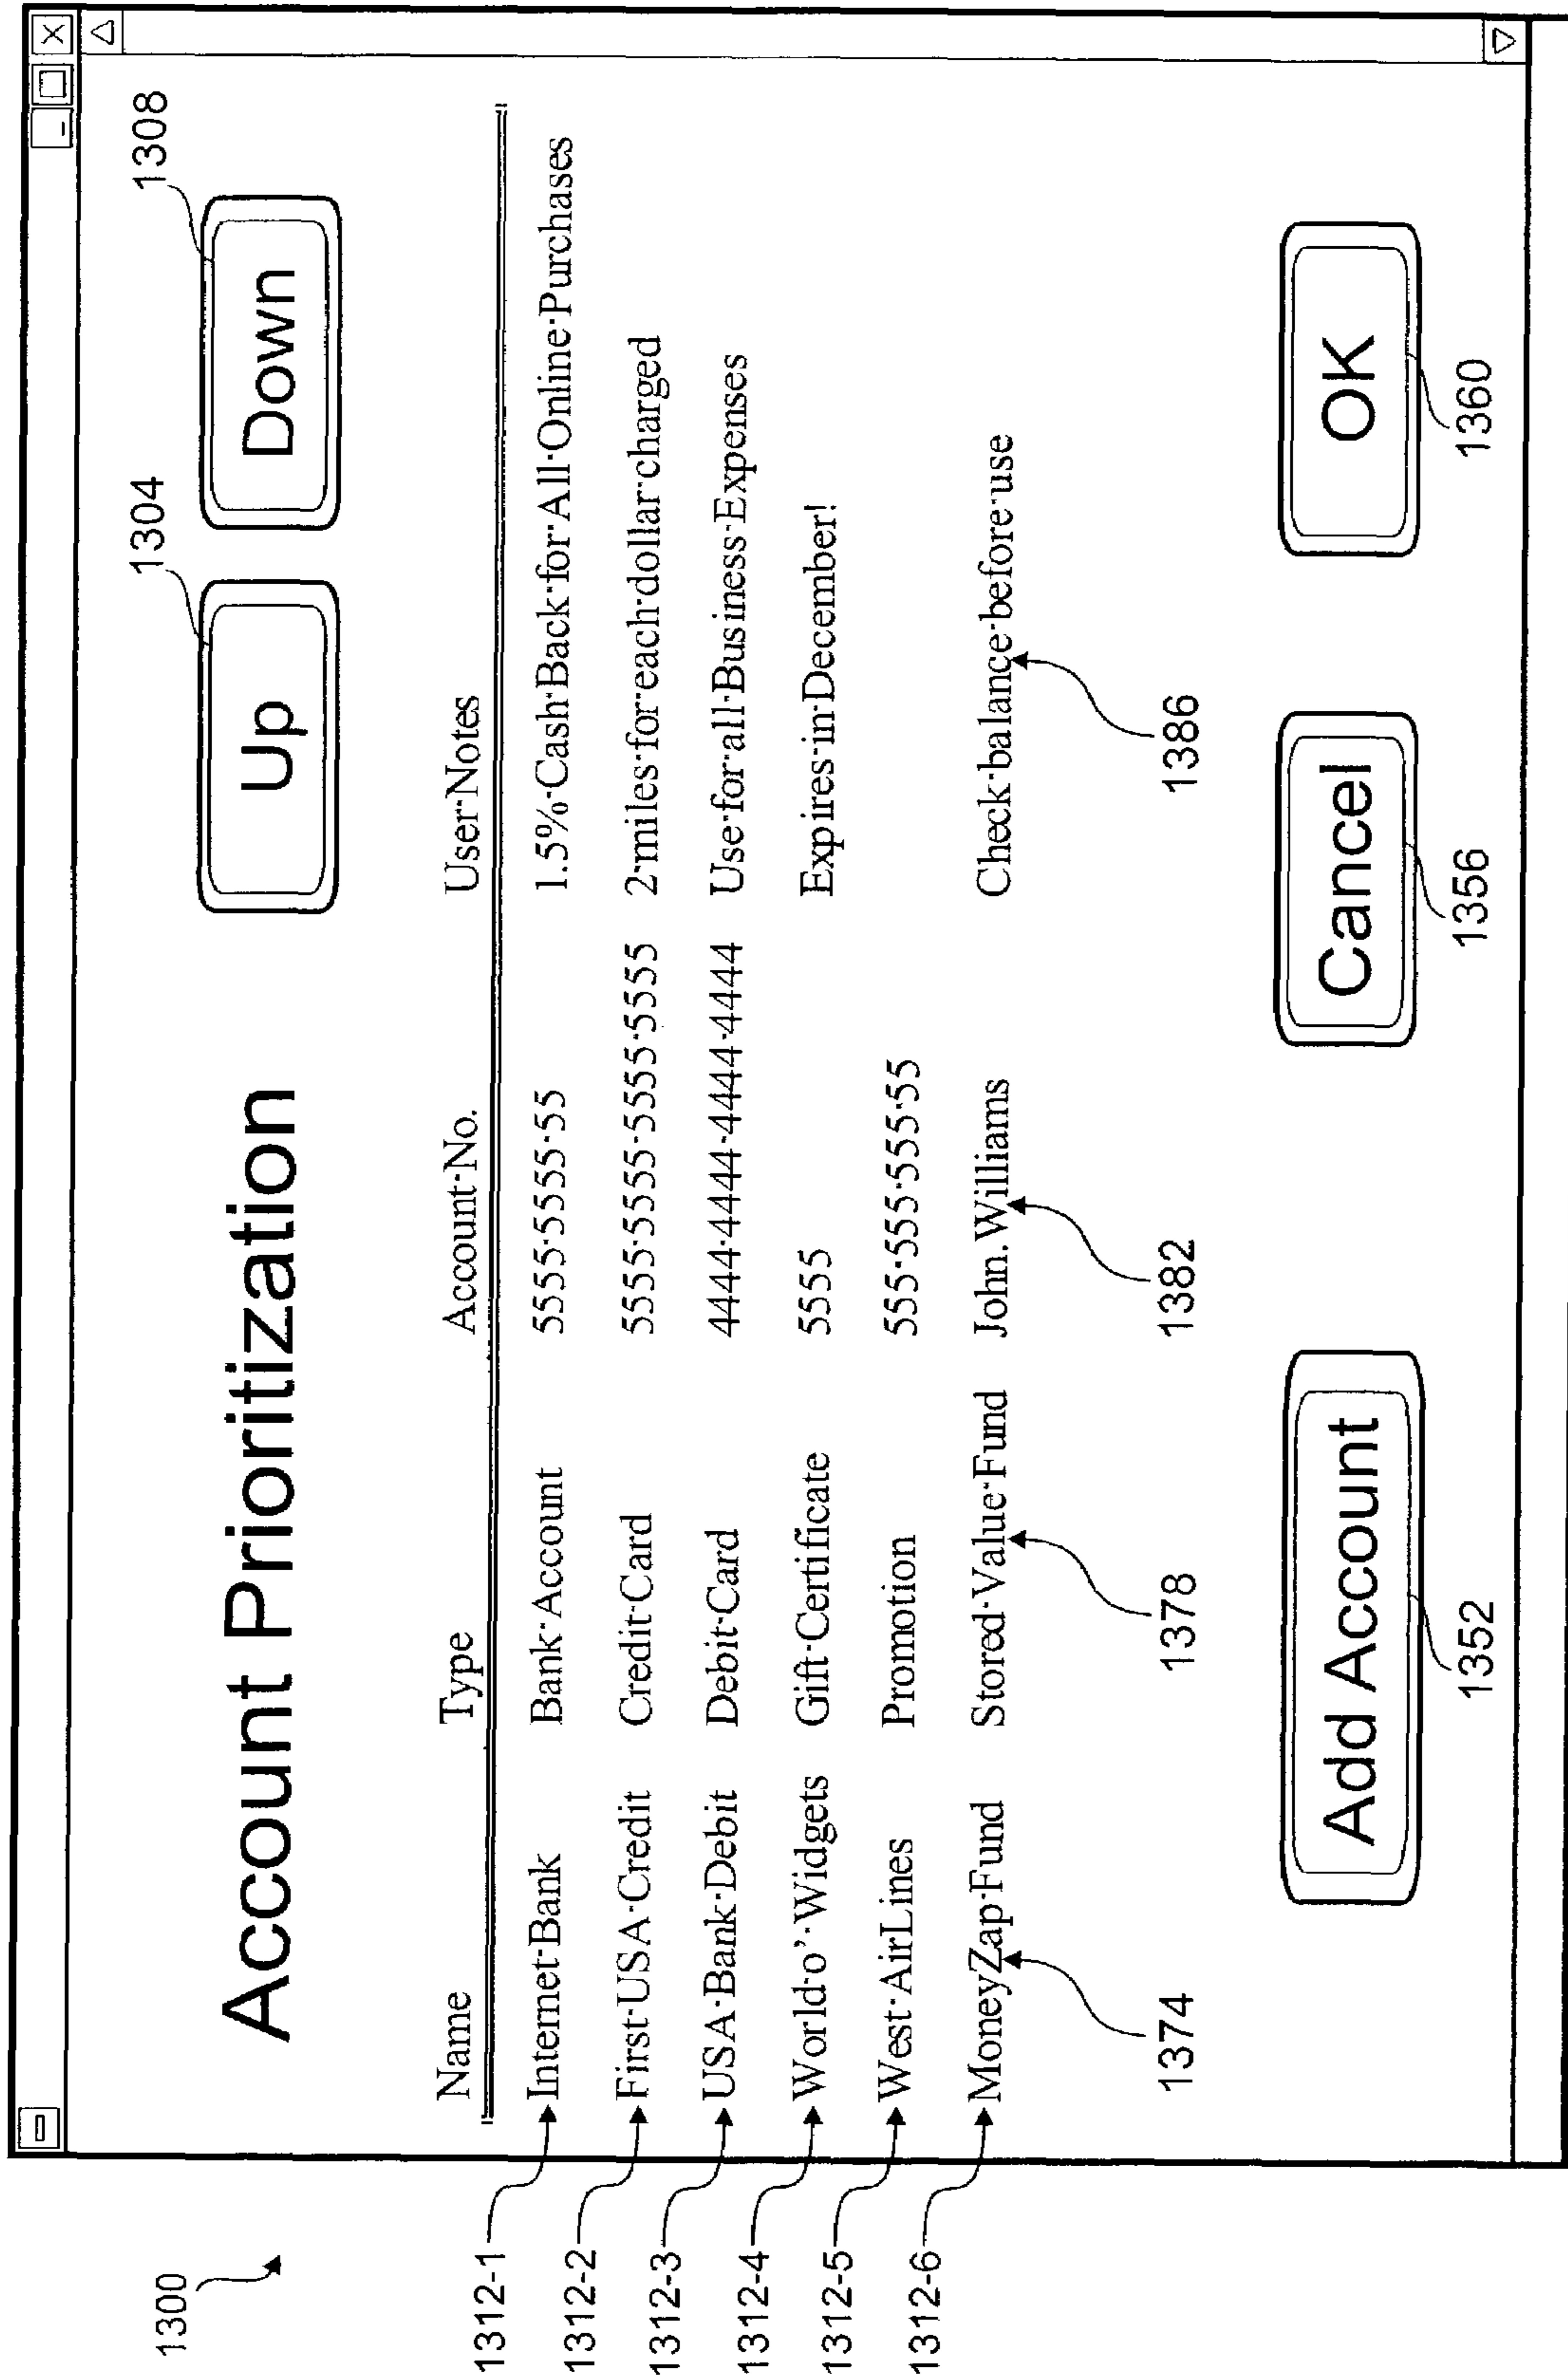 1300
1304
1308
Account Prioritization Up Down
Name Type Account·No. User·Notes
1312-1 Internet·Bank Bank·Account 5555·5555·55 1.5%·Cash·Back·for·All·Online·Purchases
1312-2 First·USA·Credit Credit·Card 5555·5555·5555·5555 2·miles·for·each·dollar·charged
1312-3 USA·Bank·Debit Debit·Card 4444·4444·4444·4444 Use·for·all·Business·Expenses
1312-4 World·o'·Widgets Gift·Certificate 5555 Expires·in·December!
1312-5 West·AirLines Promotion 555·555·555·55
1312-6 MoneyZap·Fund Stored·Value·Fund John.Williams Check·balance·before·use
1374 1378 1382 1386
Add Account Cancel OK
1352 1356 1360